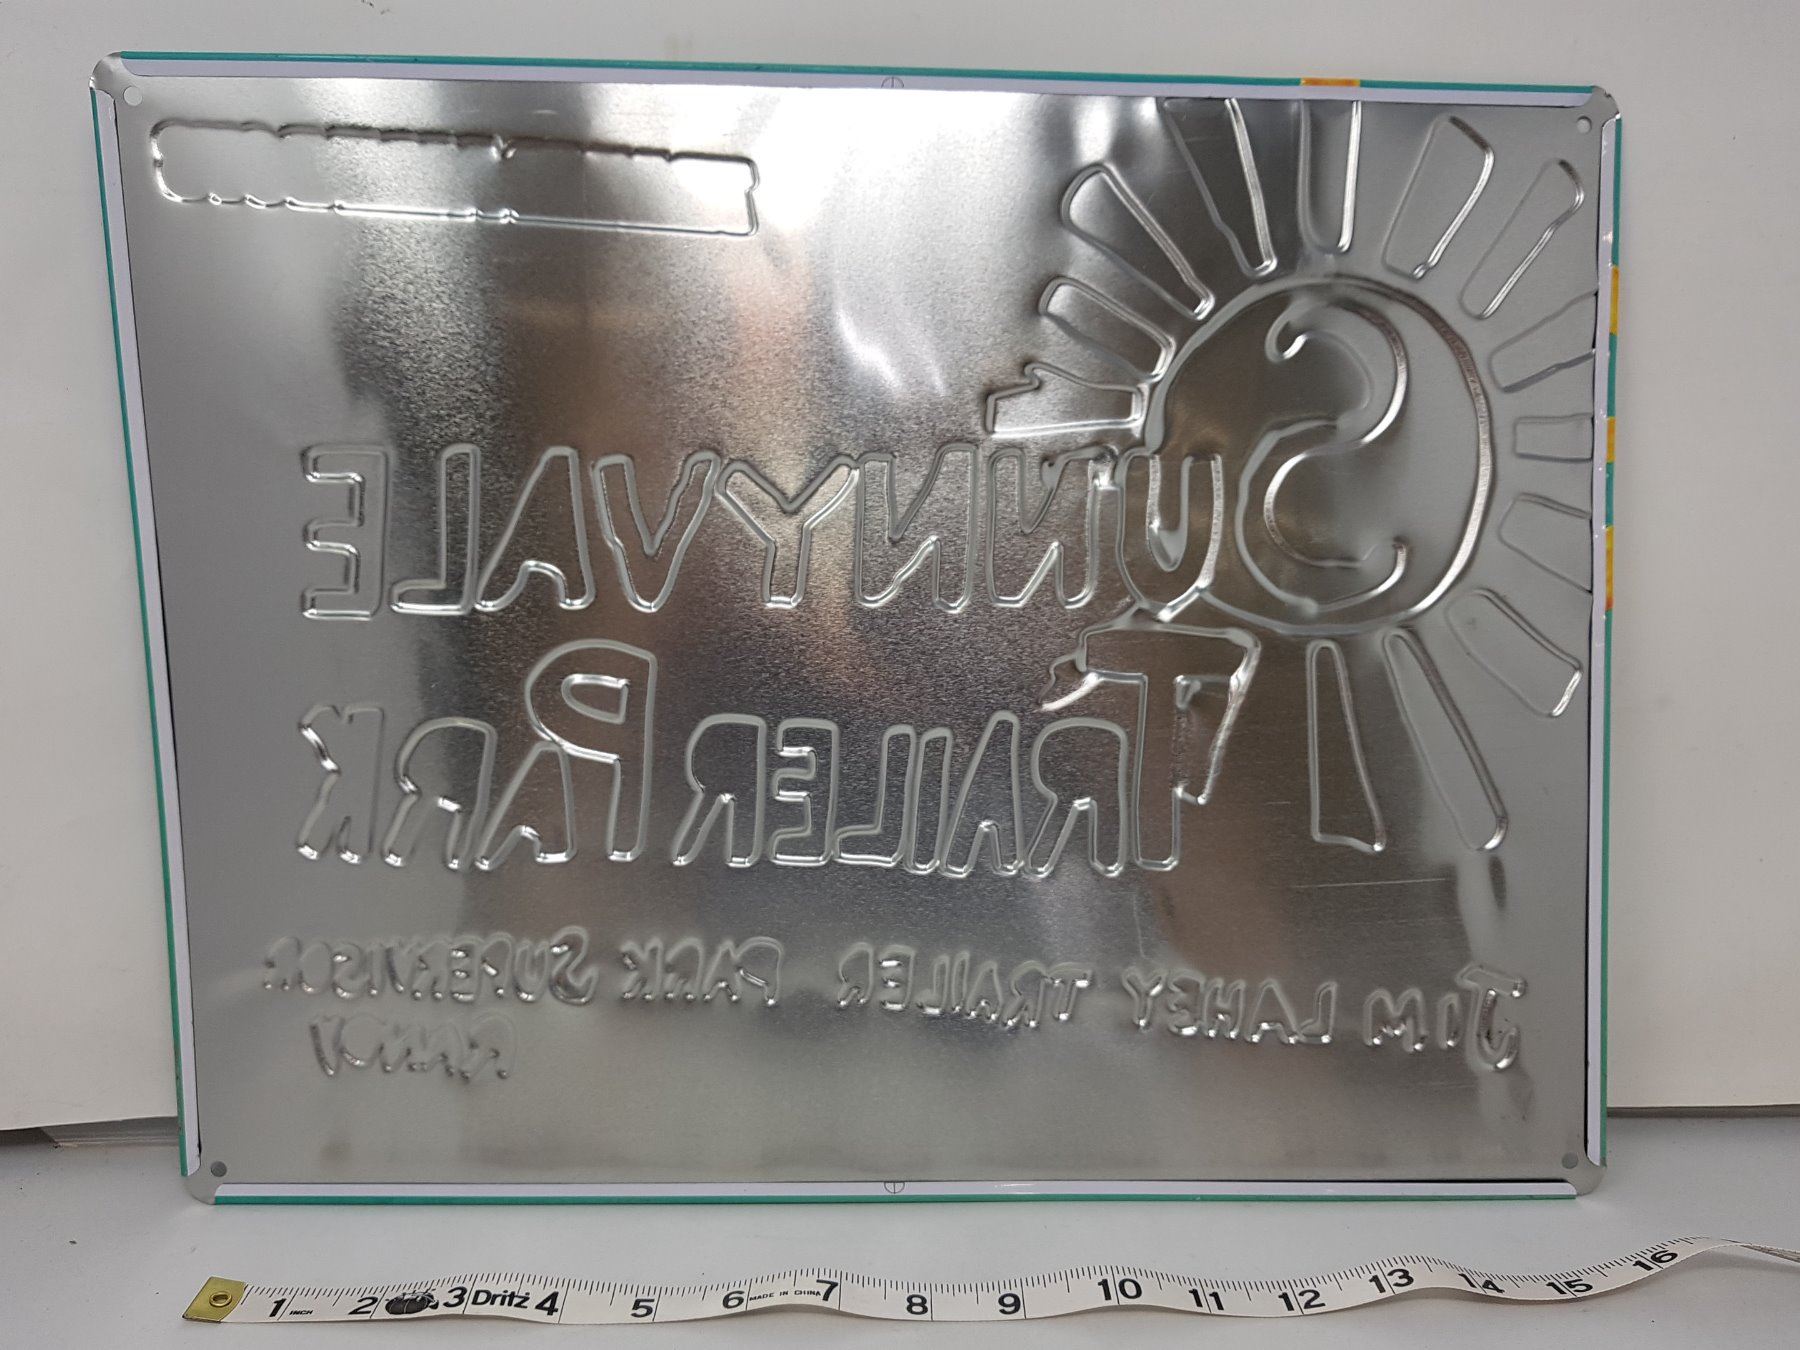 SUNNYVALE
TRAILER PARK
JIM LAHEY TRAILER PARK SUPERVISOR
RANDY
1 INCH 2 3 Dritz 4 5 6 MADE IN CHINA 7 8 9 10 11 12 13 14 15 16